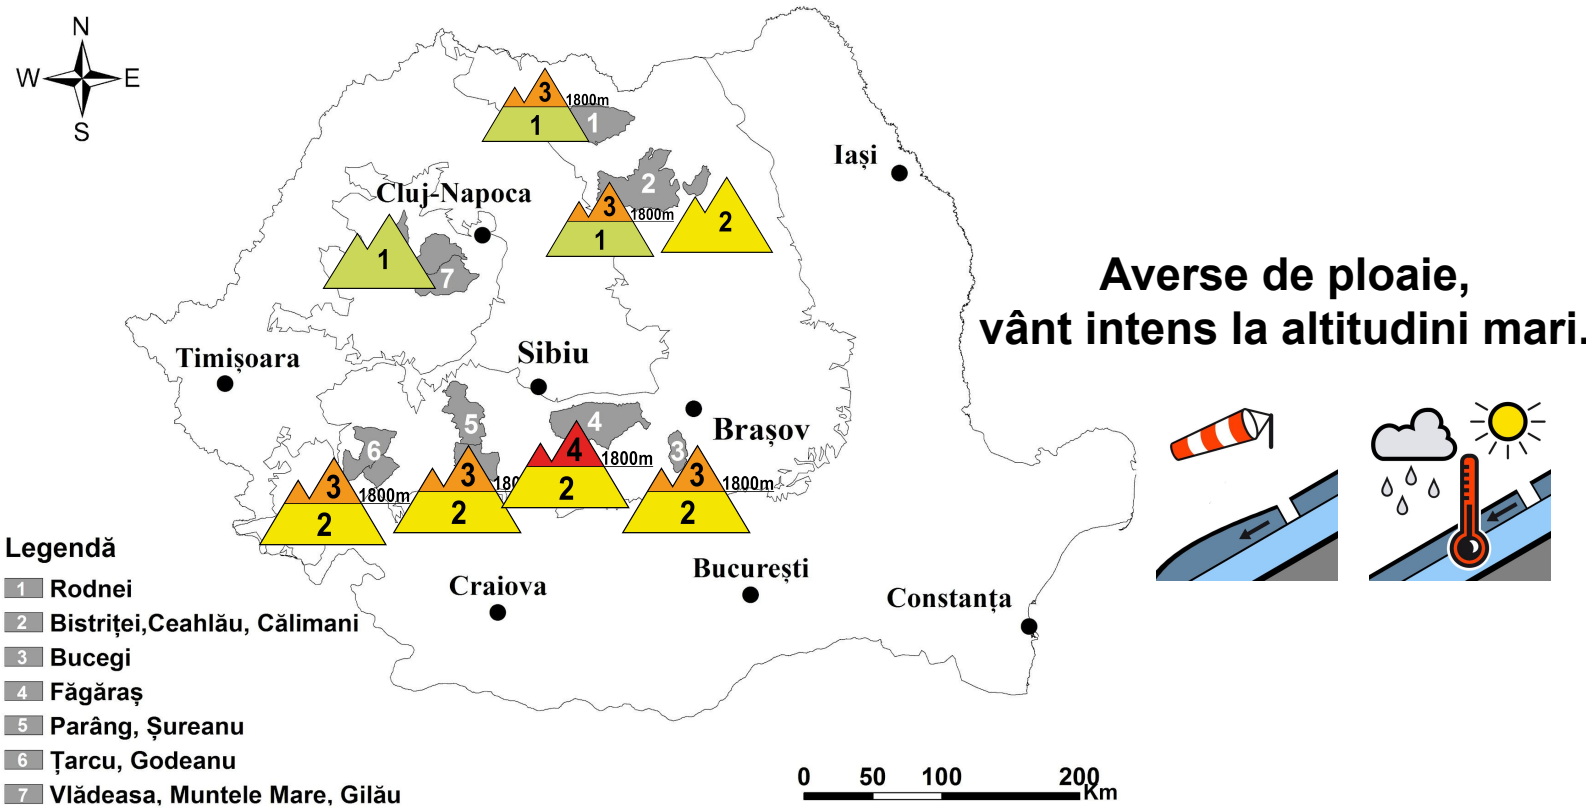 N
W E
S
3
1800m
1
1
Iași
2
Cluj-Napoca
3
1800m
1
2
1
7
Averse de ploaie,
vânt intens la altitudini mari.
Timișoara
Sibiu
5
4
Brașov
6
3
4
1800m
2
3
1800m
2
3
180
2
3
1800m
2
Legendă
1 Rodnei
2 Bistriței,Ceahlău, Călimani
3 Bucegi
4 Făgăraș
5 Parâng, Șureanu
6 Țarcu, Godeanu
7 Vlădeasa, Muntele Mare, Gilău
Craiova
București
Constanța
0 50 100 200
Km